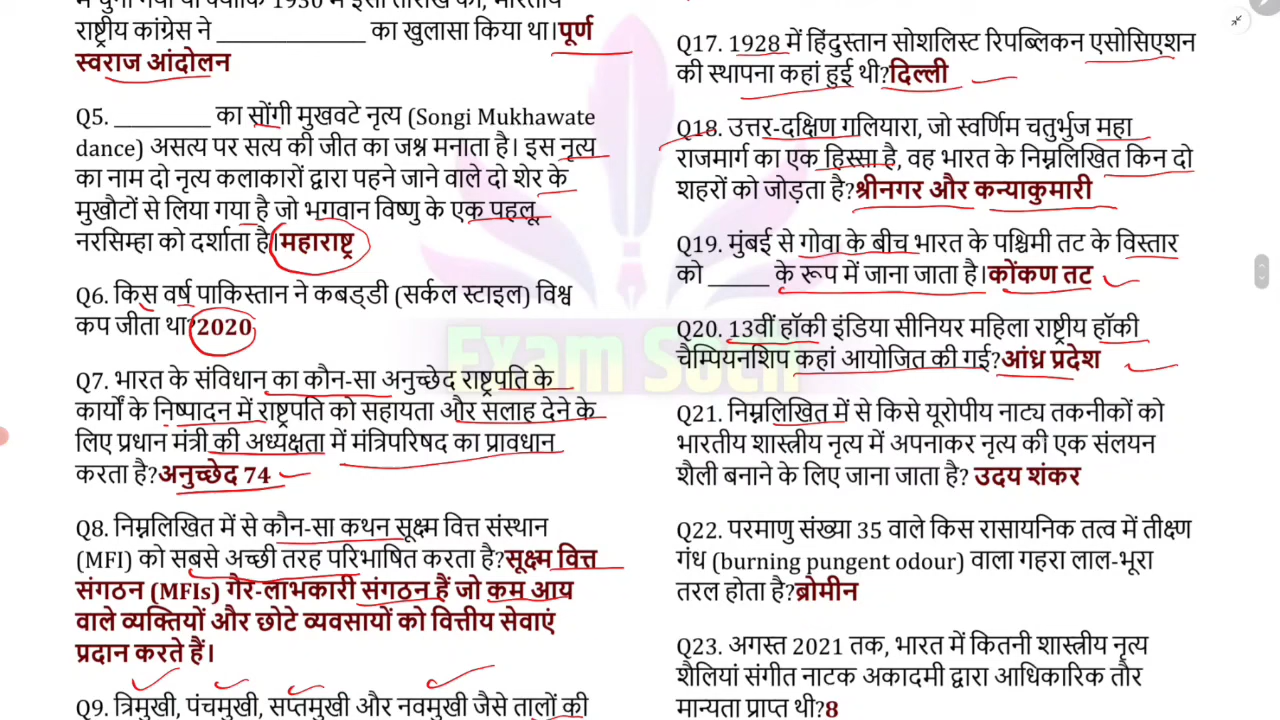 राष्ट्रीय कांग्रेस ने ______________ का खुलासा किया था।पूर्ण
स्वराज आंदोलन
Q5. _________ का सोंगी मुखवटे नृत्य (Songi Mukhawate
dance) असत्य पर सत्य की जीत का जश्न मनाता है। इस नृत्य
का नाम दो नृत्य कलाकारों द्वारा पहने जाने वाले दो शेर के
मुखौटों से लिया गया है जो भगवान विष्णु के एक पहलू,
नरसिम्हा को दर्शाता है।महाराष्ट्र
Q6. किस वर्ष पाकिस्तान ने कबड्डी (सर्कल स्टाइल) विश्व
कप जीता था?2020
Q7. भारत के संविधान का कौन-सा अनुच्छेद राष्ट्रपति के
कार्यों के निष्पादन में राष्ट्रपति को सहायता और सलाह देने के
लिए प्रधान मंत्री की अध्यक्षता में मंत्रिपरिषद का प्रावधान
करता है?अनुच्छेद 74
Q8. निम्नलिखित में से कौन-सा कथन सूक्ष्म वित्त संस्थान
(MFI) को सबसे अच्छी तरह परिभाषित करता है?सूक्ष्म वित्त
संगठन (MFIs) गैर-लाभकारी संगठन हैं जो कम आय
वाले व्यक्तियों और छोटे व्यवसायों को वित्तीय सेवाएं
प्रदान करते हैं।
Q9. त्रिमुखी, पंचमुखी, सप्तमुखी और नवमुखी जैसे तालों की
Q17. 1928 में हिंदुस्तान सोशलिस्ट रिपब्लिकन एसोसिएशन
की स्थापना कहां हुई थी?दिल्ली
Q18. उत्तर-दक्षिण गलियारा, जो स्वर्णिम चतुर्भुज महा
राजमार्ग का एक हिस्सा है, वह भारत के निम्नलिखित किन दो
शहरों को जोड़ता है?श्रीनगर और कन्याकुमारी
Q19. मुंबई से गोवा के बीच भारत के पश्चिमी तट के विस्तार
को ______ के रूप में जाना जाता है।कोंकण तट
Q20. 13वीं हॉकी इंडिया सीनियर महिला राष्ट्रीय हॉकी
चैम्पियनशिप कहां आयोजित की गई?आंध्र प्रदेश
Q21. निम्नलिखित में से किसे यूरोपीय नाट्य तकनीकों को
भारतीय शास्त्रीय नृत्य में अपनाकर नृत्य की एक संलयन
शैली बनाने के लिए जाना जाता है? उदय शंकर
Q22. परमाणु संख्या 35 वाले किस रासायनिक तत्व में तीक्ष्ण
गंध (burning pungent odour) वाला गहरा लाल-भूरा
तरल होता है?ब्रोमीन
Q23. अगस्त 2021 तक, भारत में कितनी शास्त्रीय नृत्य
शैलियां संगीत नाटक अकादमी द्वारा आधिकारिक तौर
मान्यता प्राप्त थी?8
Exam Soch